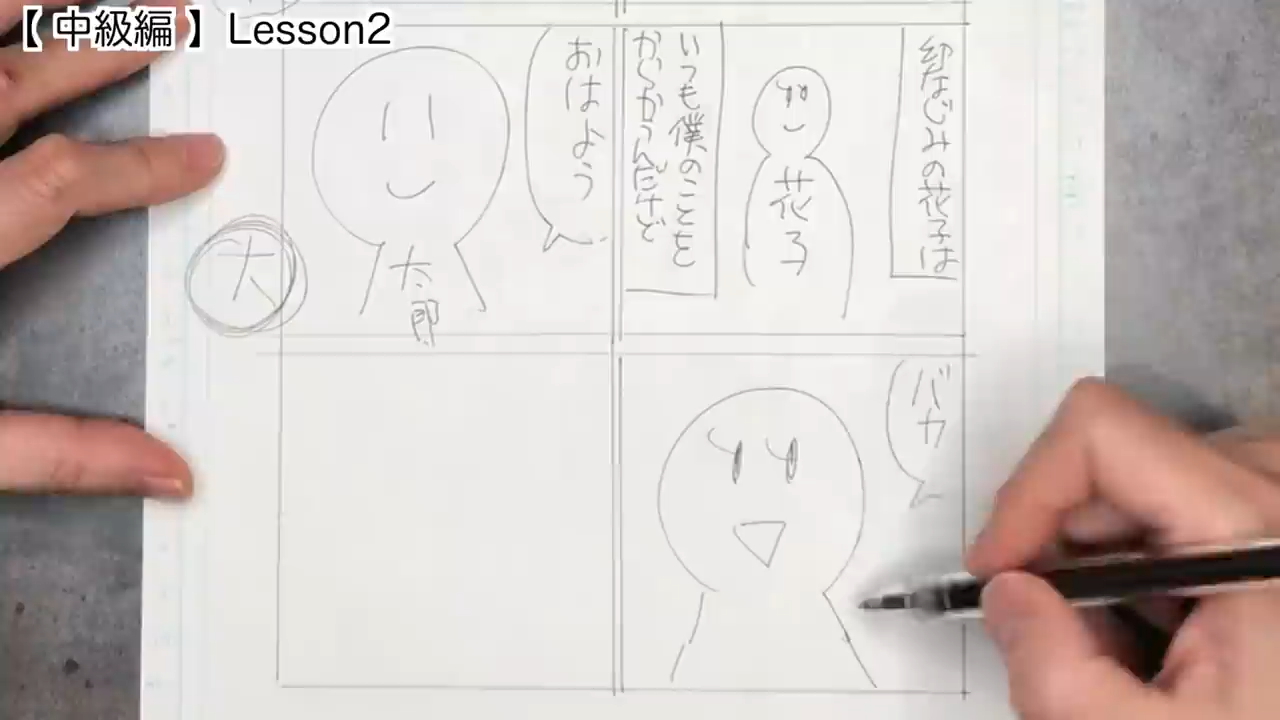 【 中級編 】 Lesson2
幼なじみの花子は
花子
いつも僕のことを
からかうんだけど
おはよう
太郎
大
バカ